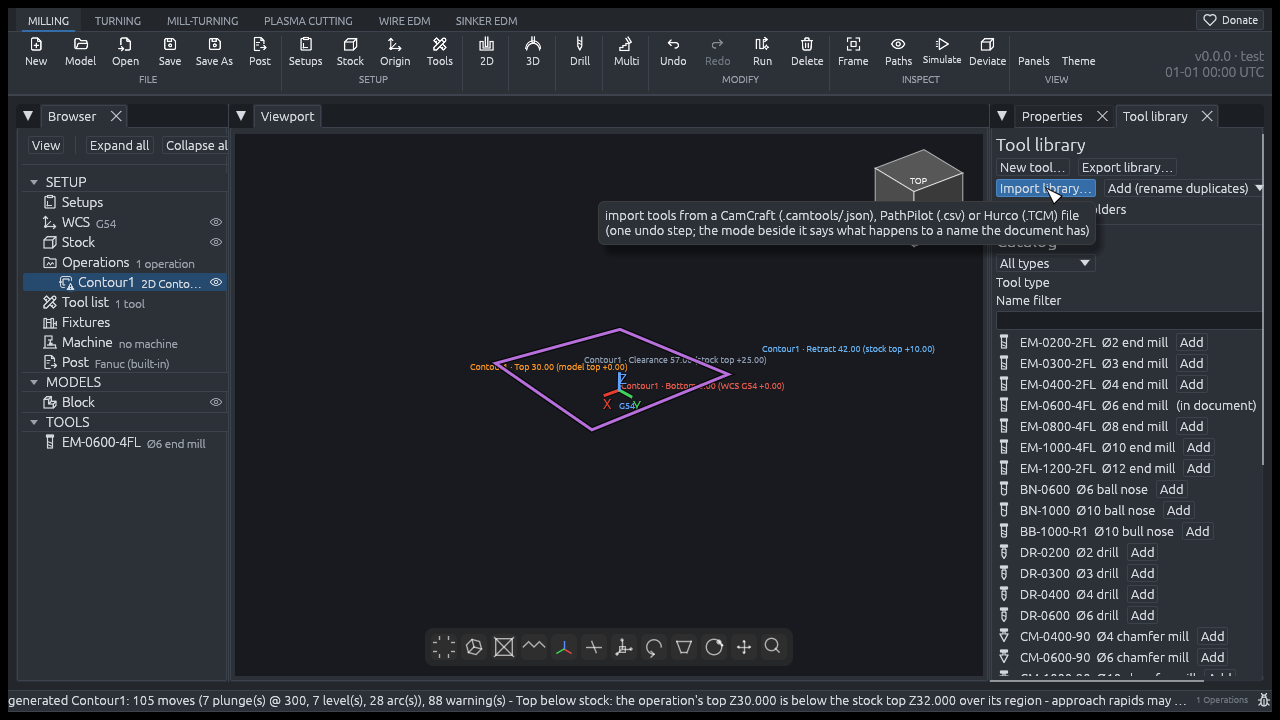 MILLING TURNING MILL-TURNING PLASMA CUTTING WIRE EDM SINKER EDM Donate
New Model Open Save Save As Post Setups Stock Origin Tools 2D 3D Drill Multi Undo Redo Run Delete Frame Paths Simulate Deviate Panels Theme
FILE SETUP MODIFY INSPECT VIEW
v0.0.0 · test
01-01 00:00 UTC
Browser Viewport Properties Tool library
View Expand all Collapse al
SETUP
Setups
WCS G54
Stock
Operations 1 operation
Contour1 2D Conto...
Tool list 1 tool
Fixtures
Machine no machine
Post Fanuc (built-in)
MODELS
Block
TOOLS
EM-0600-4FL Ø6 end mill
TOP
Contour1 · Retract 42.00 (stock top +10.00)
Contour1 · Clearance 57.00 (stock top +25.00)
Contour1 · Top 30.00 (model top +0.00)
Contour1 · Bottom (WCS G54 +0.00)
Z
X G54 Y
Tool library
New tool... Export library...
Import library... Add (rename duplicates)
olders
import tools from a CamCraft (.camtools/.json), PathPilot (.csv) or Hurco (.TCM) file
(one undo step; the mode beside it says what happens to a name the document has)
Catalog
All types
Tool type
Name filter
EM-0200-2FL Ø2 end mill Add
EM-0300-2FL Ø3 end mill Add
EM-0400-2FL Ø4 end mill Add
EM-0600-4FL Ø6 end mill (in document)
EM-0800-4FL Ø8 end mill Add
EM-1000-4FL Ø10 end mill Add
EM-1200-2FL Ø12 end mill Add
BN-0600 Ø6 ball nose Add
BN-1000 Ø10 ball nose Add
BB-1000-R1 Ø10 bull nose Add
DR-0200 Ø2 drill Add
DR-0300 Ø3 drill Add
DR-0400 Ø4 drill Add
DR-0600 Ø6 drill Add
CM-0400-90 Ø4 chamfer mill Add
CM-0600-90 Ø6 chamfer mill Add
generated Contour1: 105 moves (7 plunge(s) @ 300, 7 level(s), 28 arc(s)), 88 warning(s) - Top below stock: the operation's top Z30.000 is below the stock top Z32.000 over its region - approach rapids may ... 1 Operations